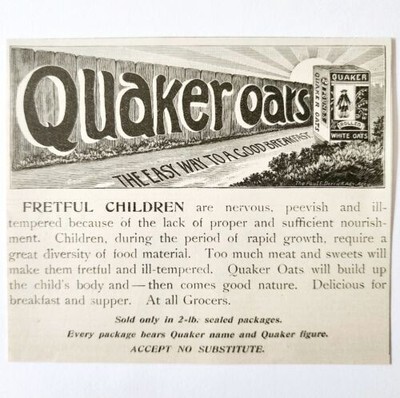 Quaker oats
THE EASY WAY TO A GOOD BREAKFAST.
QUAKER OATS
QUAKER
ROLLED
WHITE OATS
FRETFUL CHILDREN are nervous, peevish and ill-
tempered because of the lack of proper and sufficient nourish-
ment. Children, during the period of rapid growth, require a
great diversity of food material. Too much meat and sweets will
make them fretful and ill-tempered. Quaker Oats will build up
the child's body and—then comes good nature. Delicious for
breakfast and supper. At all Grocers.
Sold only in 2-lb. sealed packages.
Every package bears Quaker name and Quaker figure.
ACCEPT NO SUBSTITUTE.